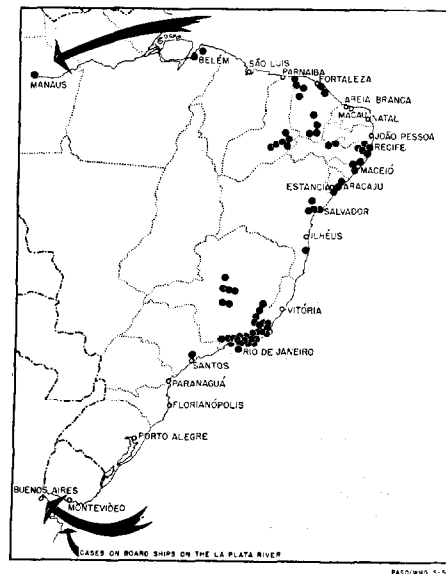 BELÉM
SÃO LUIS
PARNAIBA
FORTALEZA
MANAUS
AREIA BRANCA
MACAU
NATAL
JOÃO PESSOA
RECIFE
MACEIÓ
ESTANCIA
ARACAJU
SALVADOR
ILHÉUS
VITÓRIA
RIO DE JANEIRO
SANTOS
PARANAGUÁ
FLORIANÓPOLIS
PORTO ALEGRE
BUENOS AIRES
MONTEVIDEO
CASES ON BOARD SHIPS ON THE LA PLATA RIVER